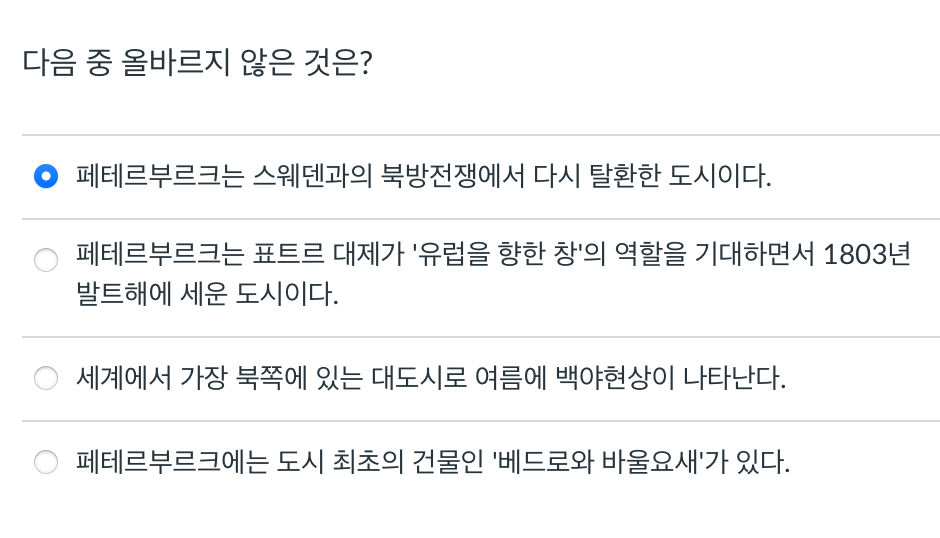 다음 중 올바르지 않은 것은?
페테르부르크는 스웨덴과의 북방전쟁에서 다시 탈환한 도시이다.
페테르부르크는 표트르 대제가 '유럽을 향한 창'의 역할을 기대하면서 1803년
발트해에 세운 도시이다.
세계에서 가장 북쪽에 있는 대도시로 여름에 백야현상이 나타난다.
페테르부르크에는 도시 최초의 건물인 '베드로와 바울요새'가 있다.